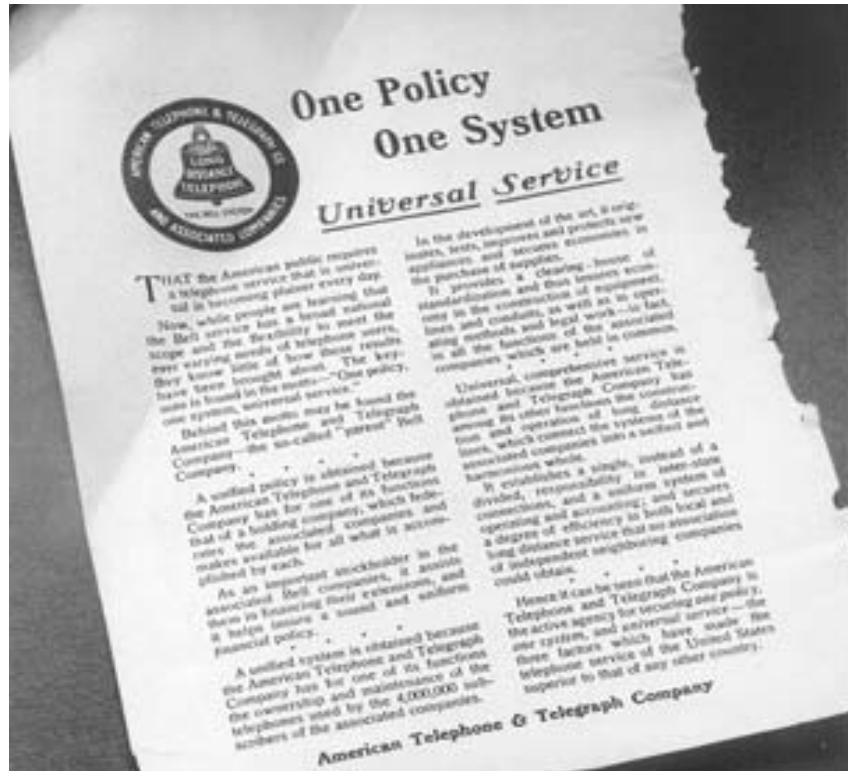 One Policy
One System
Universal Service
AMERICAN TELEPHONE & TELEGRAPH CO.
AND ASSOCIATED COMPANIES
LONG
DISTANCE
TELEPHONE
THE BELL SYSTEM
THAT the American public requires
a telephone service that is univer-
sal is becoming plainer every day.
Now, while people are learning that
the Bell service has a broad national
scope and the flexibility to meet the
ever varying needs of telephone users,
they know little of how these results
have been brought about. The key-
note is found in the motto—"One policy,
one system, universal service."
Behind this motto may be found the
American Telephone and Telegraph
Company—the so-called "parent" Bell
Company.
A unified policy is obtained because
the American Telephone and Telegraph
Company has for one of its functions
that of a holding company, which fede-
rates the associated companies and
makes available for all what is accom-
plished by each.
As an important stockholder in the
associated Bell companies, it assists
them in financing their extensions, and
it helps insure a sound and uniform
financial policy.
A unified system is obtained because
the American Telephone and Telegraph
Company has for one of its functions
the ownership and maintenance of the
telephones used by the 4,000,000 sub-
scribers of the associated companies.
In the development of the art, it orig-
inates, tests, improves and protects new
appliances and secures economies in
the purchase of supplies.
It provides a clearing-house of
standardization and thus insures econ-
omy in the construction of equipment,
lines and conduits, as well as in oper-
ating methods and legal work—in fact,
in all the functions of the associated
companies which are held in common.
Universal, comprehensive service is
obtained because the American Tele-
phone and Telegraph Company has
among its other functions the construc-
tion and operation of long distance
lines, which connect the systems of the
associated companies into a unified and
harmonious whole.
It establishes a single, instead of a
divided, responsibility in inter-state
connections, and a uniform system of
operating and accounting; and secures
a degree of efficiency in both local and
long distance service that no association
of independent neighboring companies
could obtain.
Hence it can be seen that the American
Telephone and Telegraph Company is
the active agency for securing one policy,
one system, and universal service—the
three factors which have made the
telephone service of the United States
superior to that of any other country.
American Telephone & Telegraph Company